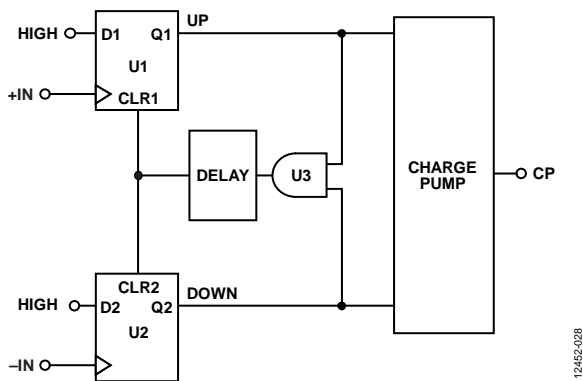 HIGH
D1
Q1
UP
U1
+IN
CLR1
DELAY
U3
CHARGE
PUMP
CP
CLR2
HIGH
D2
Q2
DOWN
U2
–IN
12452-028